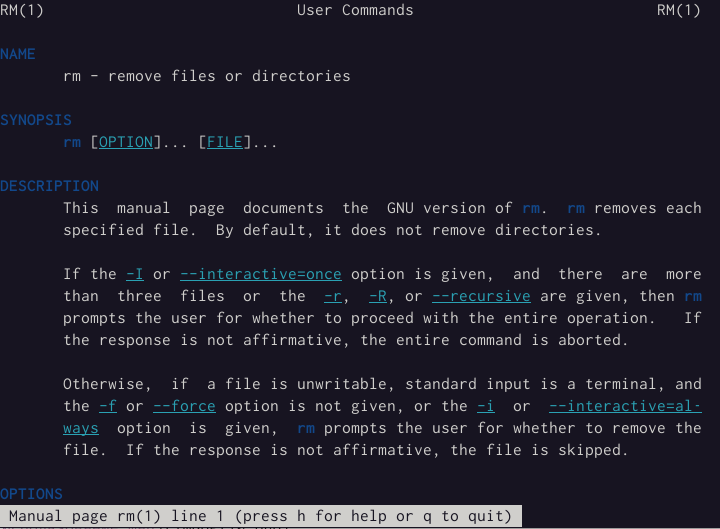 RM(1) User Commands RM(1)
NAME
rm - remove files or directories
SYNOPSIS
rm [OPTION]... [FILE]...
DESCRIPTION
This manual page documents the GNU version of rm. rm removes each
specified file. By default, it does not remove directories.
If the -I or --interactive=once option is given, and there are more
than three files or the -r, -R, or --recursive are given, then rm
prompts the user for whether to proceed with the entire operation. If
the response is not affirmative, the entire command is aborted.
Otherwise, if a file is unwritable, standard input is a terminal, and
the -f or --force option is not given, or the -i or --interactive=al-
ways option is given, rm prompts the user for whether to remove the
file. If the response is not affirmative, the file is skipped.
OPTIONS
Manual page rm(1) line 1 (press h for help or q to quit)